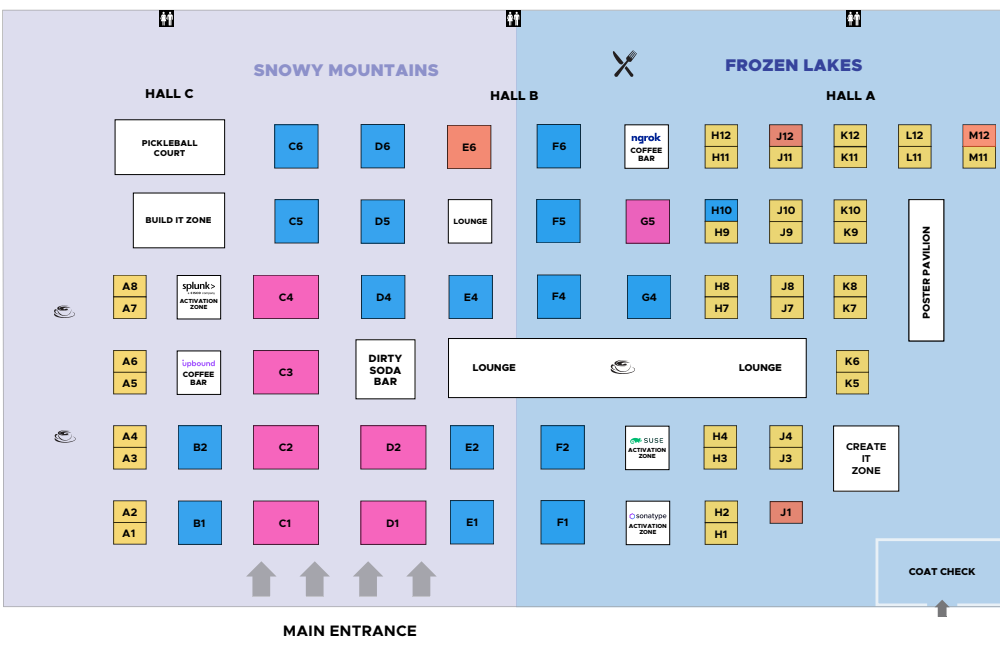 SNOWY MOUNTAINS
FROZEN LAKES
HALL C
HALL B
HALL A
PICKLEBALL
COURT
C6
D6
E6
F6
ngrok
COFFEE
BAR
H12
H11
J12
J11
K12
K11
L12
L11
M12
M11
BUILD IT ZONE
C5
D5
LOUNGE
F5
G5
H10
H9
J10
J9
K10
K9
POSTER PAVILION
A8
A7
splunk>
ACTIVATION
ZONE
C4
D4
E4
F4
G4
H8
H7
J8
J7
K8
K7
A6
A5
upbound
COFFEE
BAR
C3
DIRTY
SODA
BAR
LOUNGE
LOUNGE
K6
K5
A4
A3
B2
C2
D2
E2
F2
SUSE
ACTIVATION
ZONE
H4
H3
J4
J3
CREATE
IT
ZONE
A2
A1
B1
C1
D1
E1
F1
sonatype
ACTIVATION
ZONE
H2
H1
J1
COAT CHECK
MAIN ENTRANCE